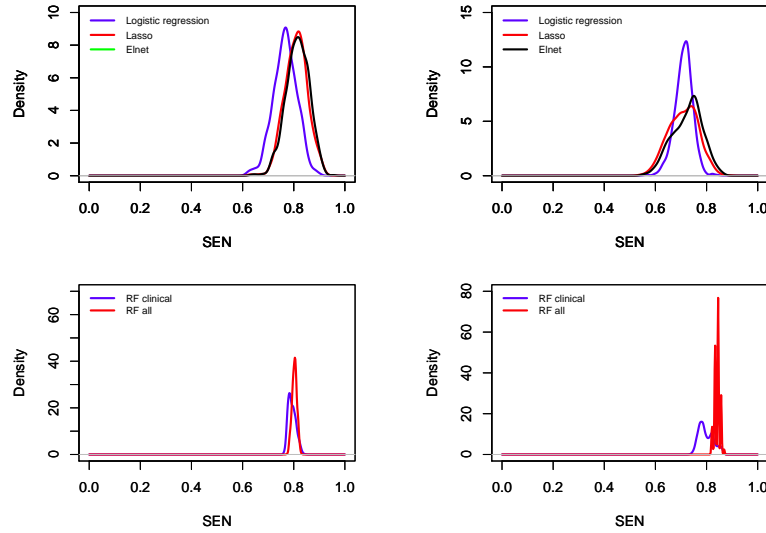 10
8
6
4
2
0
Density
Logistic regression
Lasso
Elnet
0.0 0.2 0.4 0.6 0.8 1.0
SEN
15
10
5
0
Density
Logistic regression
Lasso
Elnet
0.0 0.2 0.4 0.6 0.8 1.0
SEN
60
40
20
0
Density
RF clinical
RF all
0.0 0.2 0.4 0.6 0.8 1.0
SEN
80
60
40
20
0
Density
RF clinical
RF all
0.0 0.2 0.4 0.6 0.8 1.0
SEN